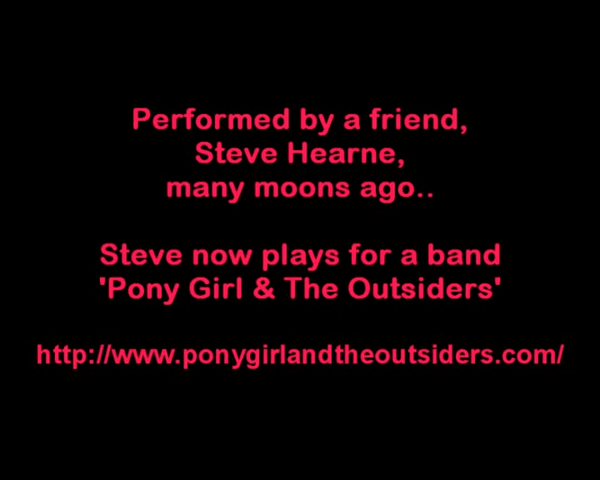 Performed by a friend,
Steve Hearne,
many moons ago..
Steve now plays for a band
'Pony Girl & The Outsiders'
http://www.ponygirlandtheoutsiders.com/